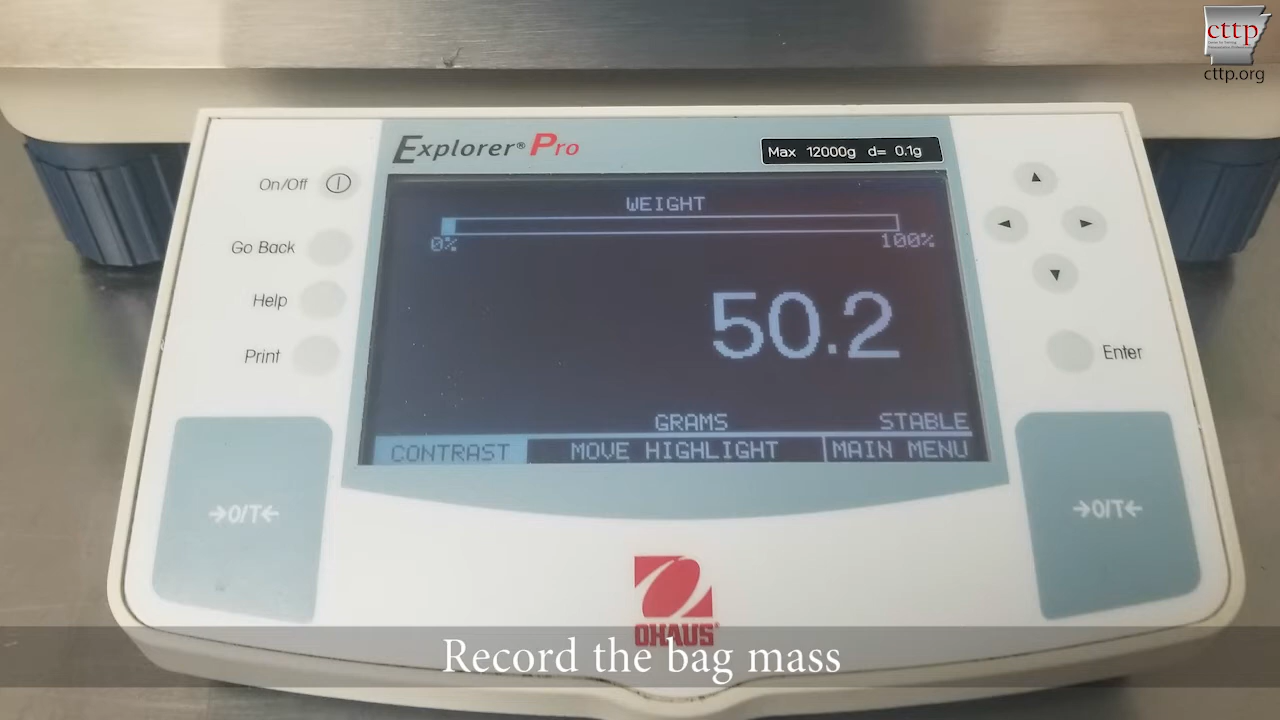 cttp
cttp.org
Explorer® Pro
Max 12000g d= 0.1g
On/Off
WEIGHT
0%
100%
Go Back
Help
50.2
Print
Enter
GRAMS
STABLE
CONTRAST
MOVE HIGHLIGHT
MAIN MENU
→0/T←
→0/T←
OHAUS®
Record the bag mass